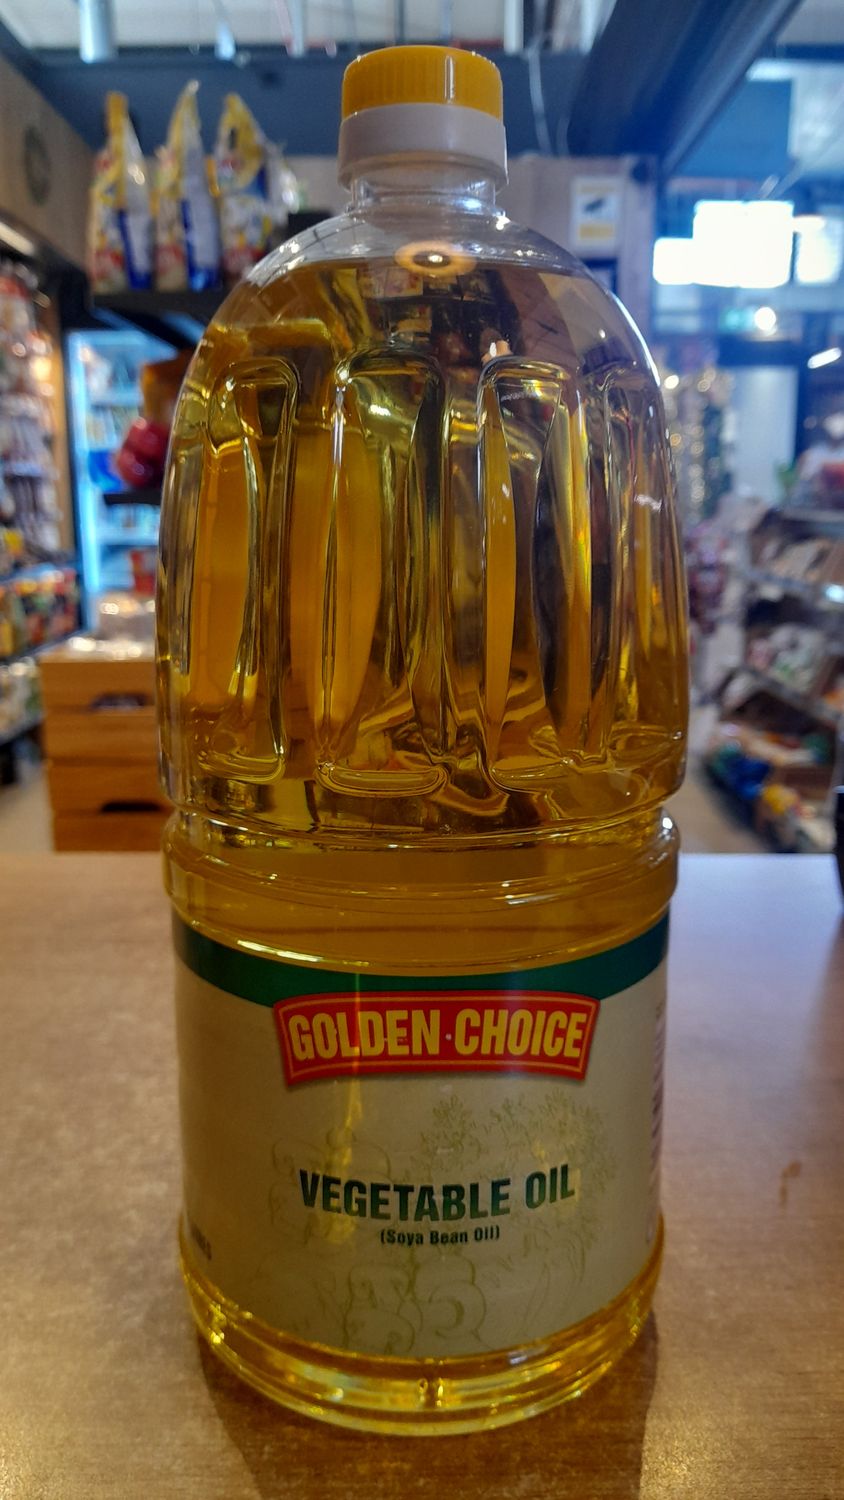 GOLDEN·CHOICE
VEGETABLE OIL
(Soya Bean Oil)